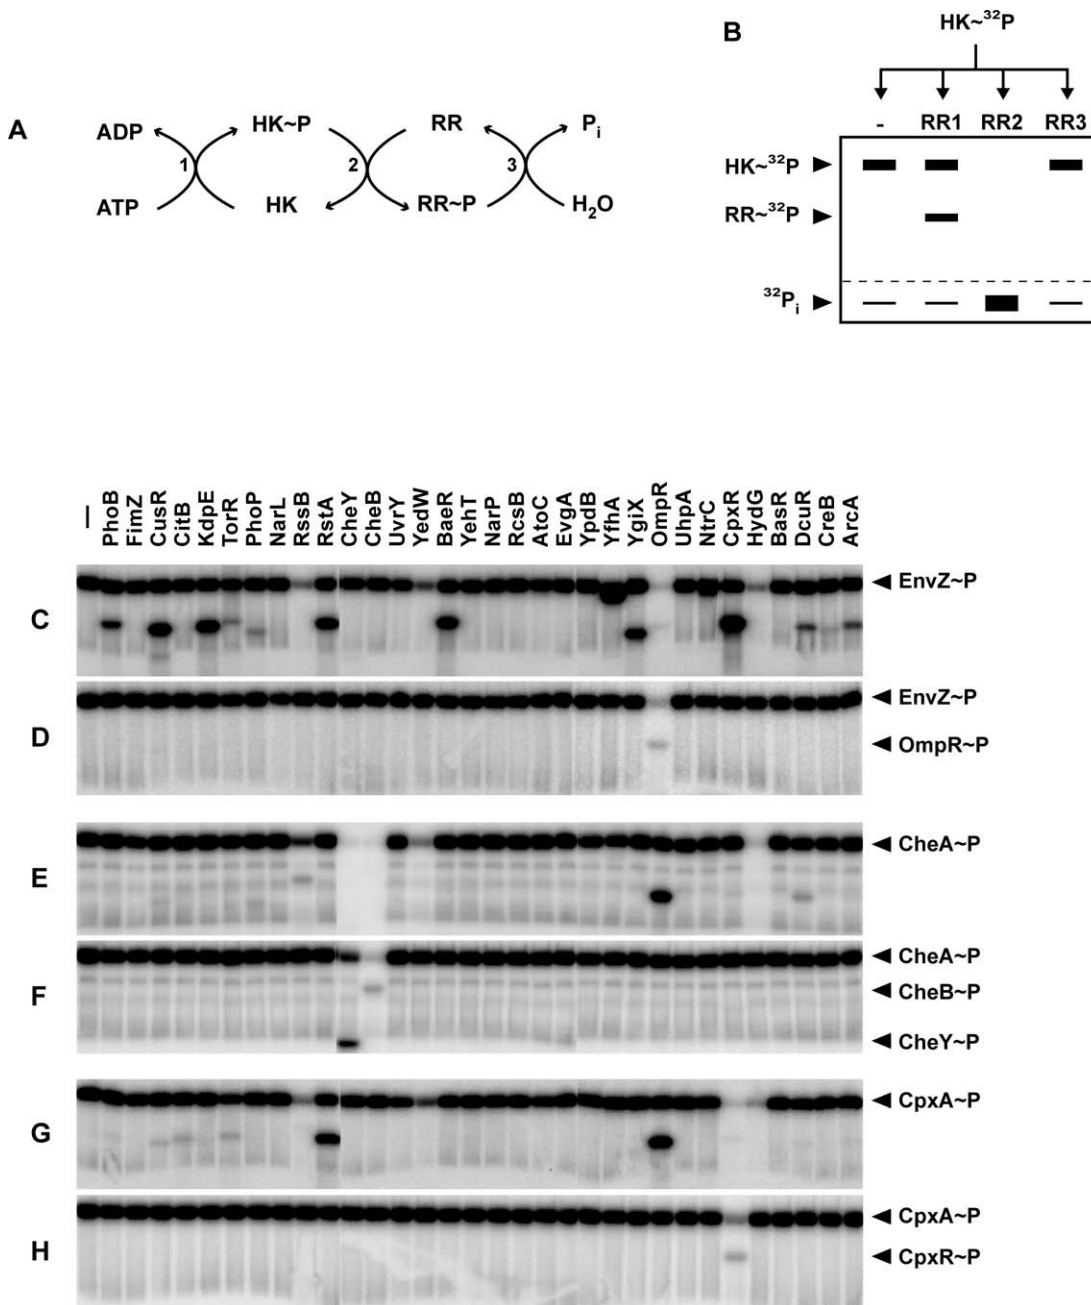 A
ADP
HK~P
RR
Pi
1
2
3
ATP
HK
RR~P
H2O
B
HK~32P
- RR1 RR2 RR3
HK~32P
RR~32P
32Pi
— PhoB FimZ CusR CitB KdpE TorR PhoP NarL RssB RstA CheY CheB UvrY YedW BaeR YehT NarP RcsB AtoC EvgA YpdB YfhA YgiX OmpR UhpA NtrC CpxR HydG BasR DcuR CreB ArcA
C
EnvZ~P
D
EnvZ~P
OmpR~P
E
CheA~P
F
CheA~P
CheB~P
CheY~P
G
CpxA~P
H
CpxA~P
CpxR~P